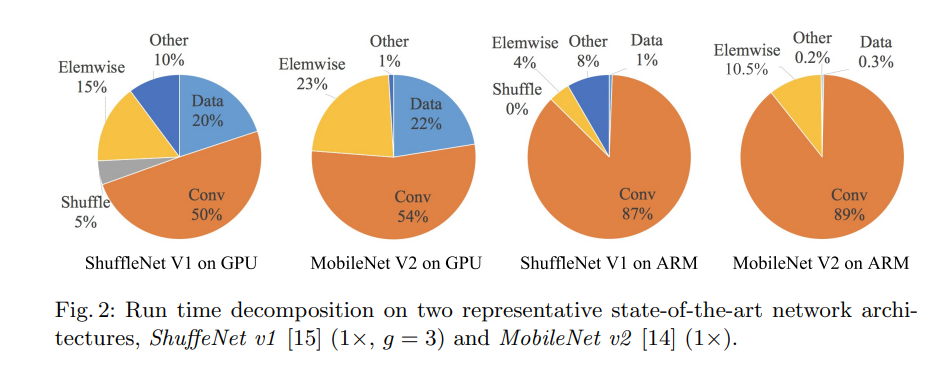 Other
10%
Elemwise
15%
Data
20%
Conv
50%
Shuffle
5%
ShuffleNet V1 on GPU
Other
1%
Elemwise
23%
Data
22%
Conv
54%
MobileNet V2 on GPU
Elemwise
4%
Other
8%
Data
1%
Shuffle
0%
Conv
87%
ShuffleNet V1 on ARM
Elemwise
10.5%
Other
0.2%
Data
0.3%
Conv
89%
MobileNet V2 on ARM
Fig. 2: Run time decomposition on two representative state-of-the-art network archi-
tectures, ShuffeNet v1 [15] (1×, g = 3) and MobileNet v2 [14] (1×).